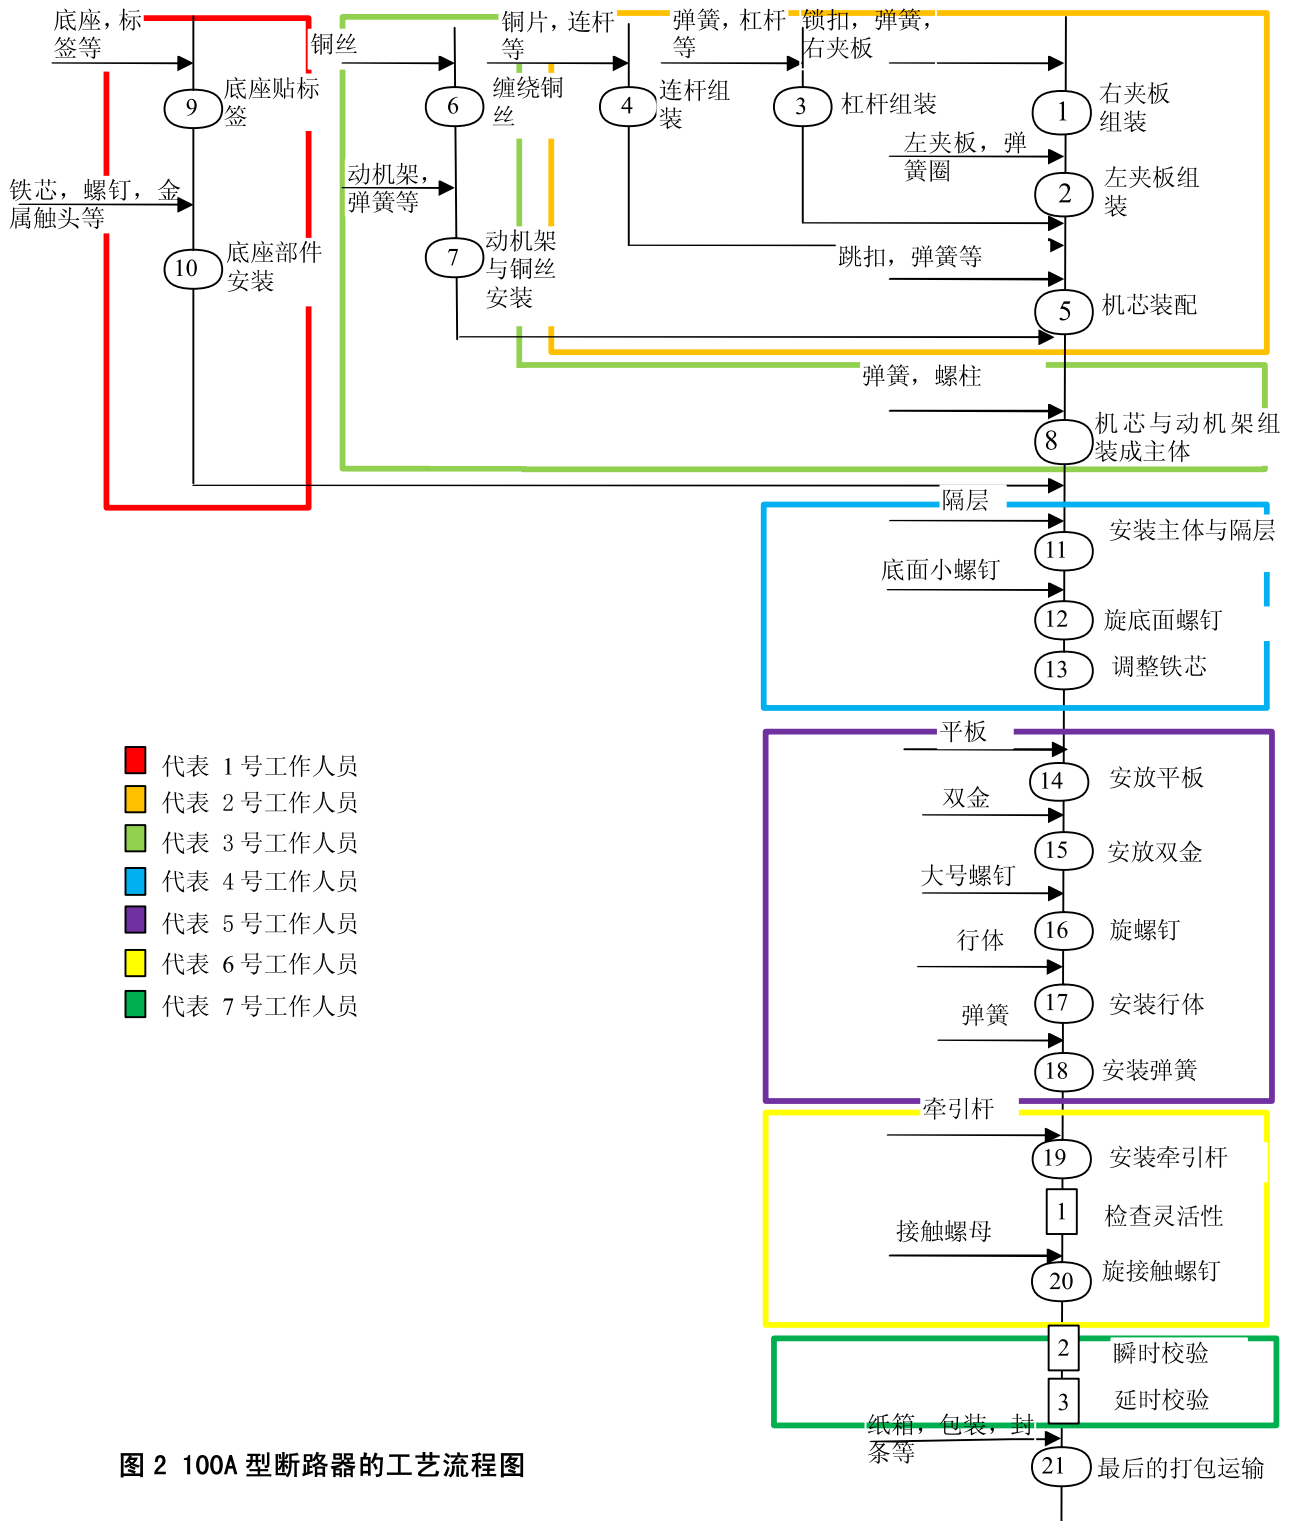 底座，标
签等
铜丝
铜片，连杆
等
弹簧，杠杆
等
锁扣，弹簧，
右夹板
9
底座贴标
签
6
缠绕铜
丝
4
连杆组
装
3
杠杆组装
1
右夹板
组装
左夹板，弹
簧圈
2
左夹板组
装
铁芯，螺钉，金
属触头等
动机架，
弹簧等
10
底座部件
安装
7
动机架
与铜丝
安装
跳扣，弹簧等
5
机芯装配
弹簧，螺柱
8
机芯与动机架组
装成主体
隔层
11
安装主体与隔层
底面小螺钉
12
旋底面螺钉
13
调整铁芯
平板
14
安放平板
双金
15
安放双金
大号螺钉
16
旋螺钉
行体
17
安装行体
弹簧
18
安装弹簧
牵引杆
19
安装牵引杆
1
检查灵活性
接触螺母
20
旋接触螺钉
2
瞬时校验
3
延时校验
纸箱，包装，封
条等
21
最后的打包运输
代表 1 号工作人员
代表 2 号工作人员
代表 3 号工作人员
代表 4 号工作人员
代表 5 号工作人员
代表 6 号工作人员
代表 7 号工作人员
图 2 100A 型断路器的工艺流程图